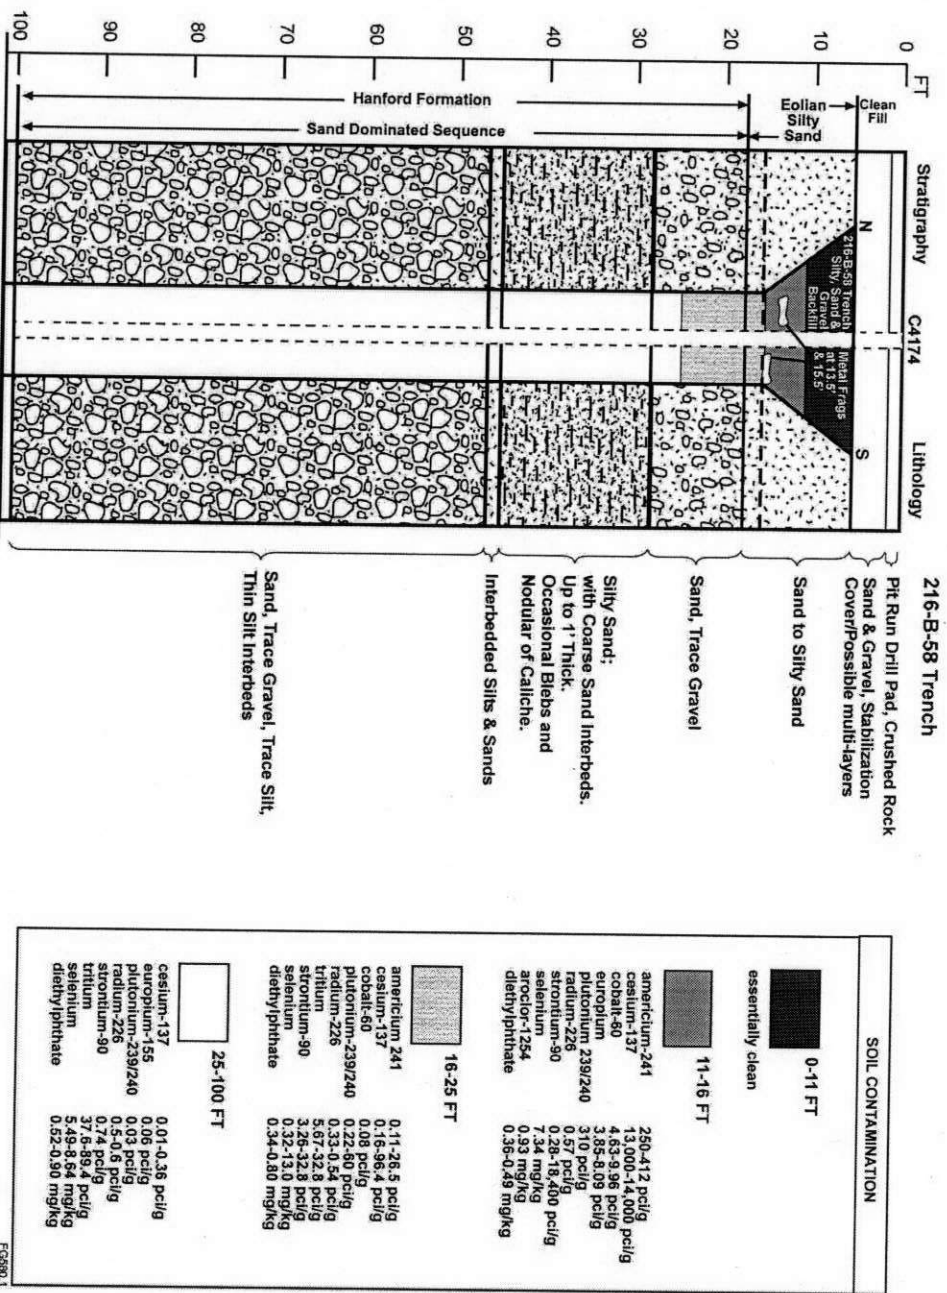 216-B-58 Trench
FT
0
10
20
30
40
50
60
70
80
90
100
Clean
Fill
Eolian
Silty
Sand
Hanford Formation
Sand Dominated Sequence
Stratigraphy
C4174
Lithology
N
S
216-B-58 Trench
Silty, Sand &
Gravel
Backfill
Metal Frags
at 13.5'
& 15.5'
Pit Run Drill Pad, Crushed Rock
Sand & Gravel, Stabilization
Cover/Possible multi-layers
Sand to Silty Sand
Sand, Trace Gravel
Silty Sand;
with Coarse Sand Interbeds.
Up to 1' Thick.
Occasional Blebs and
Nodular of Caliche.
Interbedded Silts & Sands
Sand, Trace Gravel, Trace Silt,
Thin Silt Interbeds
SOIL CONTAMINATION
0-11 FT
essentially clean
11-16 FT
americium-241 250-412 pci/g
cesium-137 13,000-14,000 pci/g
cobalt-60 4.63-9.96 pci/g
europium 3.85-8.09 pci/g
plutonium 239/240 310 pci/g
radium-226 0.57 pci/g
strontium-90 0.28-18,400 pci/g
selenium 7.34 mg/kg
aroclor-1254 0.93 mg/kg
diethylphthate 0.36-0.49 mg/kg
16-25 FT
americium 241 0.11-26.5 pci/g
cesium-137 0.16-96.4 pci/g
cobalt-60 0.08 pci/g
plutonium-239/240 0.22-60 pci/g
radium-226 0.33-0.54 pci/g
tritium 5.67-32.8 pci/g
strontium-90 3.26-32.8 pci/g
selenium 0.32-13.0 mg/kg
diethylphthate 0.34-0.80 mg/kg
25-100 FT
cesium-137 0.01-0.36 pci/g
europium-155 0.06 pci/g
plutonium-239/240 0.03 pci/g
radium-226 0.5-0.6 pci/g
strontium-90 0.74 pci/g
tritium 37.6-89.4 pci/g
selenium 5.49-8.64 mg/kg
diethylphthate 0.52-0.90 mg/kg
FG580.1